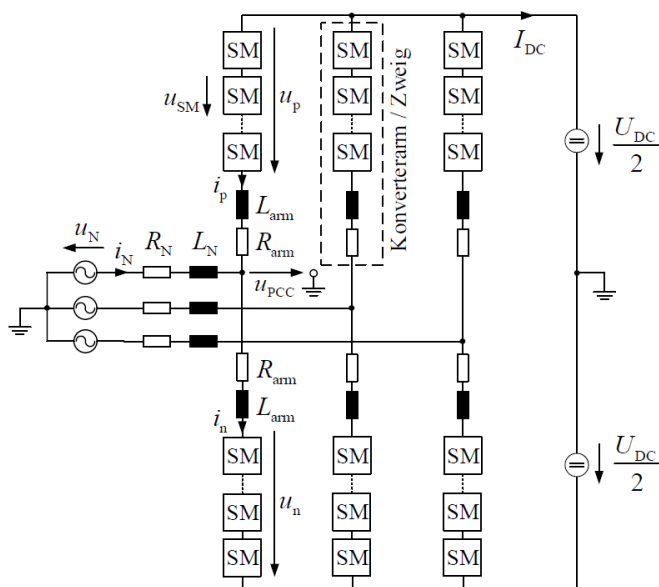 SM SM SM
I_DC
u_SM SM SM SM
u_p
SM SM SM
Konverterarm / Zweig
U_DC/2
i_p
L_arm
u_N
i_N R_N L_N R_arm
u_PCC
R_arm
i_n L_arm
SM SM SM
U_DC/2
u_n
SM SM SM
SM SM SM